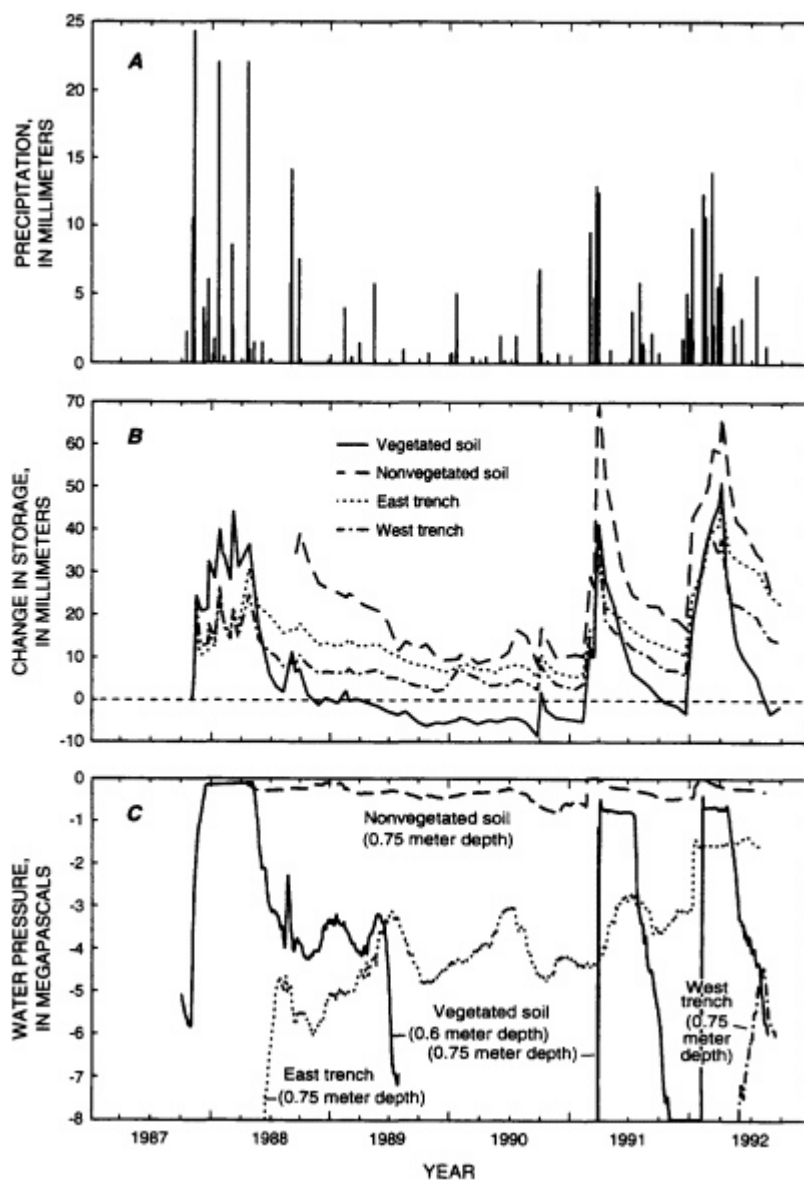 A
PRECIPITATION,
IN MILLIMETERS
25
20
15
10
5
0
B
CHANGE IN STORAGE,
IN MILLIMETERS
70
60
50
40
30
20
10
0
-10
Vegetated soil
Nonvegetated soil
East trench
West trench
C
WATER PRESSURE,
IN MEGAPASCALS
0
-1
-2
-3
-4
-5
-6
-7
-8
Nonvegetated soil
(0.75 meter depth)
Vegetated soil
(0.6 meter depth)
(0.75 meter depth)
East trench
(0.75 meter depth)
West
trench
(0.75
meter
depth)
1987 1988 1989 1990 1991 1992
YEAR